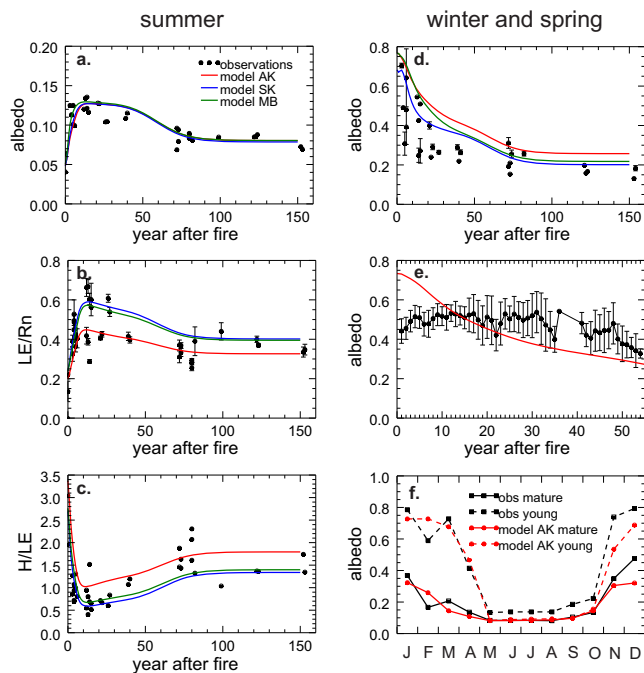 summer
winter and spring
a.
0.20
0.15
0.10
0.05
0.00
albedo
observations
model AK
model SK
model MB
0 50 100 150
year after fire
d.
0.8
0.6
0.4
0.2
0.0
albedo
0 50 100 150
year after fire
b.
0.8
0.6
0.4
0.2
0.0
LE/Rn
0 50 100 150
year after fire
e.
0.8
0.6
0.4
0.2
albedo
0 10 20 30 40 50
year after fire
c.
3.5
3.0
2.5
2.0
1.5
1.0
0.5
0.0
H/LE
0 50 100 150
year after fire
f.
1.0
0.8
0.6
0.4
0.2
0.0
albedo
obs mature
obs young
model AK mature
model AK young
J F M A M J J A S O N D